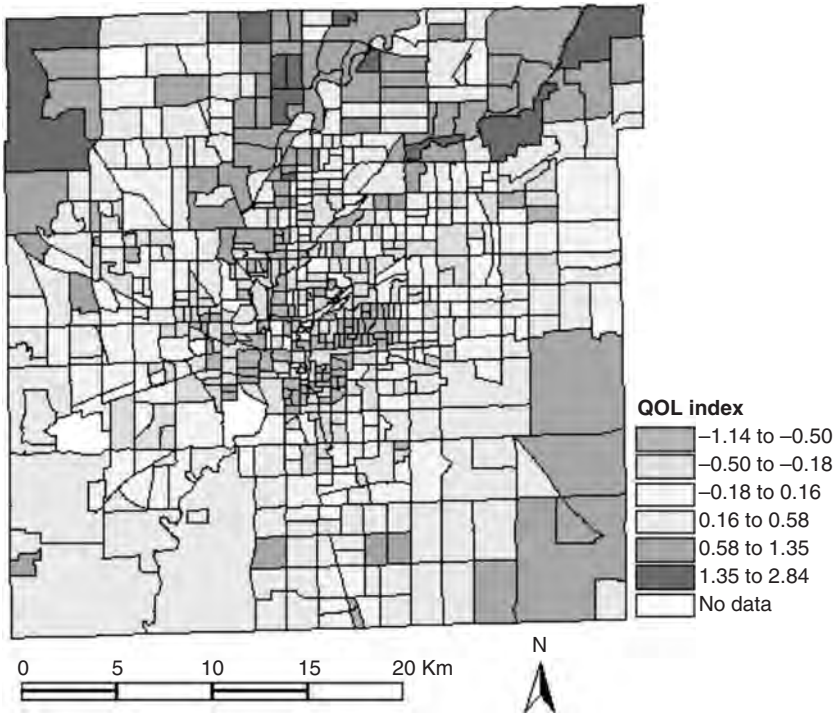 QOL index
–1.14 to –0.50
–0.50 to –0.18
–0.18 to 0.16
0.16 to 0.58
0.58 to 1.35
1.35 to 2.84
No data
N
0 5 10 15 20 Km